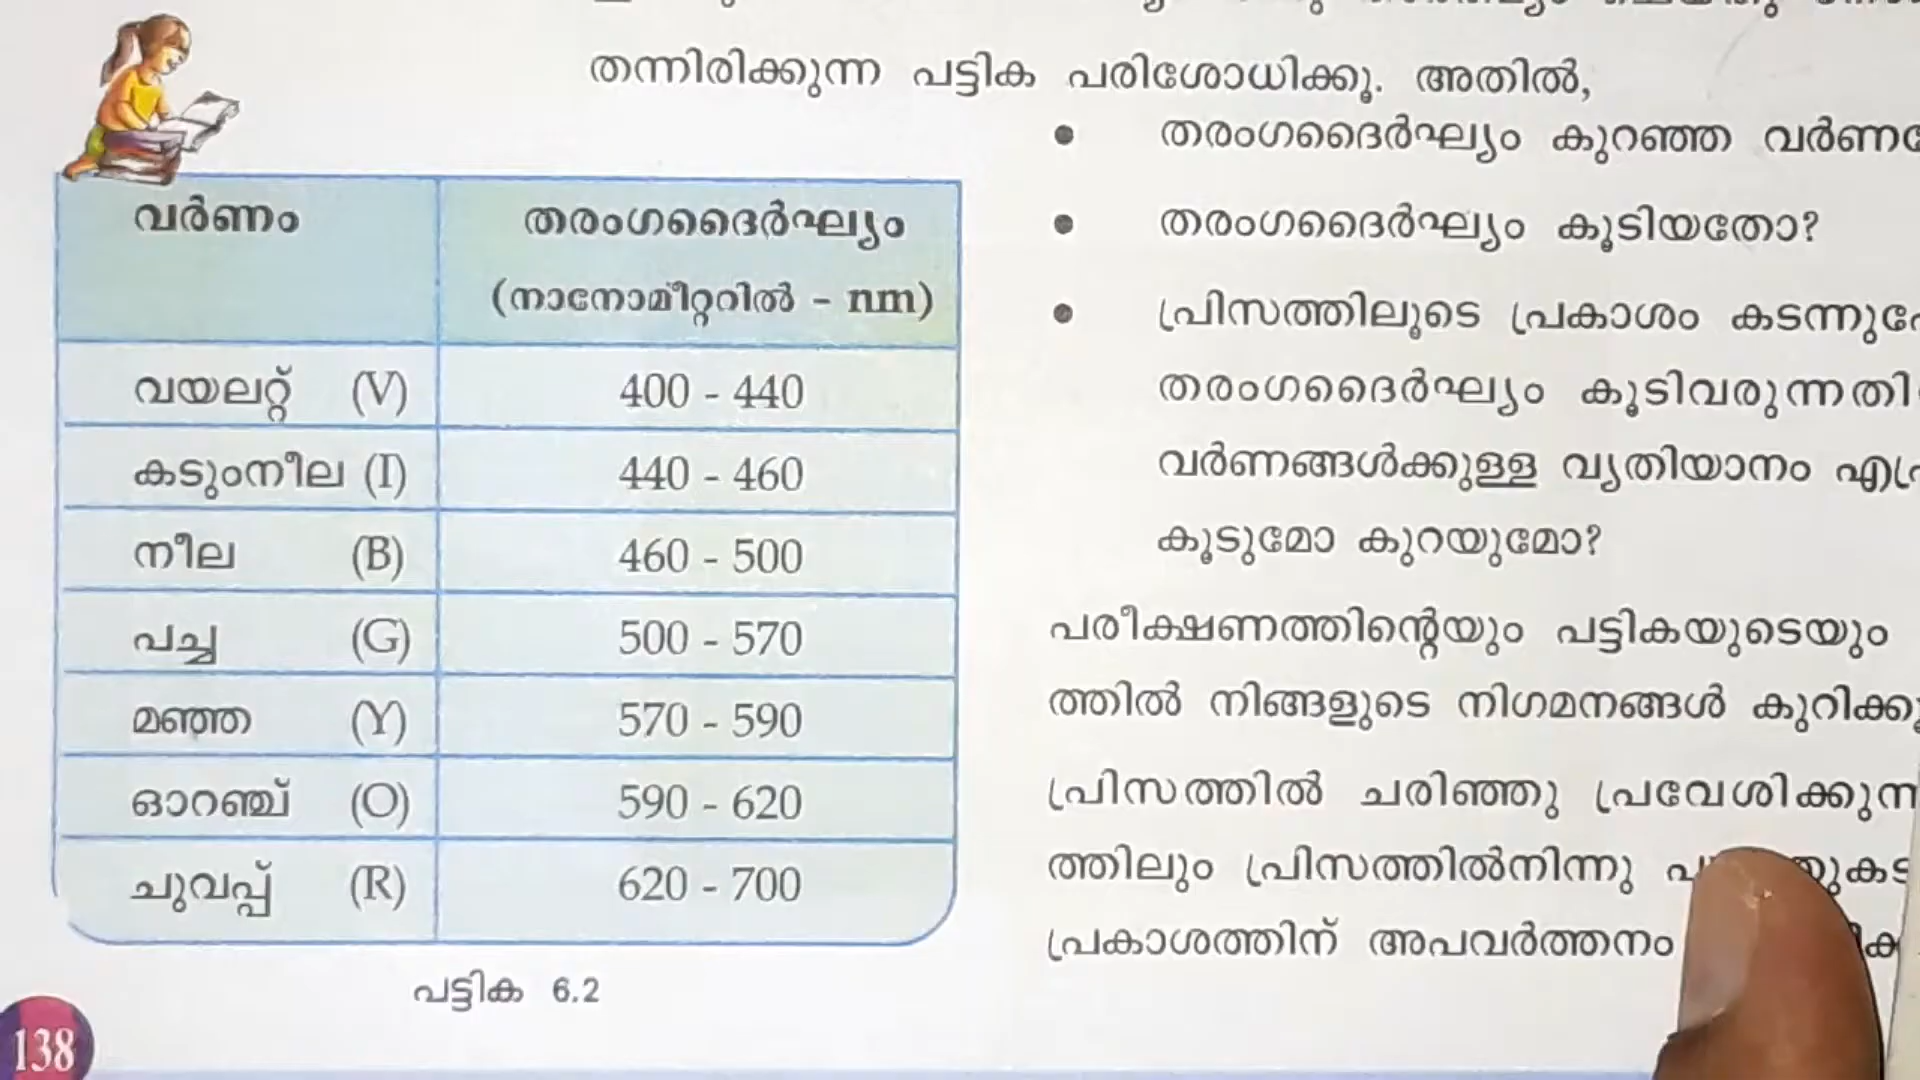 തന്നിരിക്കുന്ന പട്ടിക പരിശോധിക്കൂ. അതിൽ,
• തരംഗദൈർഘ്യം കുറഞ്ഞ
• തരംഗദൈർഘ്യം കൂടിയതോ?
• പ്രിസത്തിലൂടെ പ്രകാശം
തരംഗദൈർഘ്യം
വർണങ്ങൾക്കുള്ള വ്യതിയാനം
കൂടുമോ കുറയുമോ?
പരീക്ഷണത്തിന്റെയും പട്ടികയുടെയും
ത്തിൽ നിങ്ങളുടെ നിഗമനങ്ങൾ
പ്രിസത്തിൽ ചരിഞ്ഞു
ത്തിലും പ്രിസത്തിൽനിന്നു
പ്രകാശത്തിന് അപവർത്തനം
വർണം തരംഗദൈർഘ്യം
(നാനോമീറ്ററിൽ - nm)
വയലറ്റ് (V) 400 - 440
കടുംനീല (I) 440 - 460
നീല (B) 460 - 500
പച്ച (G) 500 - 570
മഞ്ഞ (Y) 570 - 590
ഓറഞ്ച് (O) 590 - 620
ചുവപ്പ് (R) 620 - 700
പട്ടിക 6.2
138